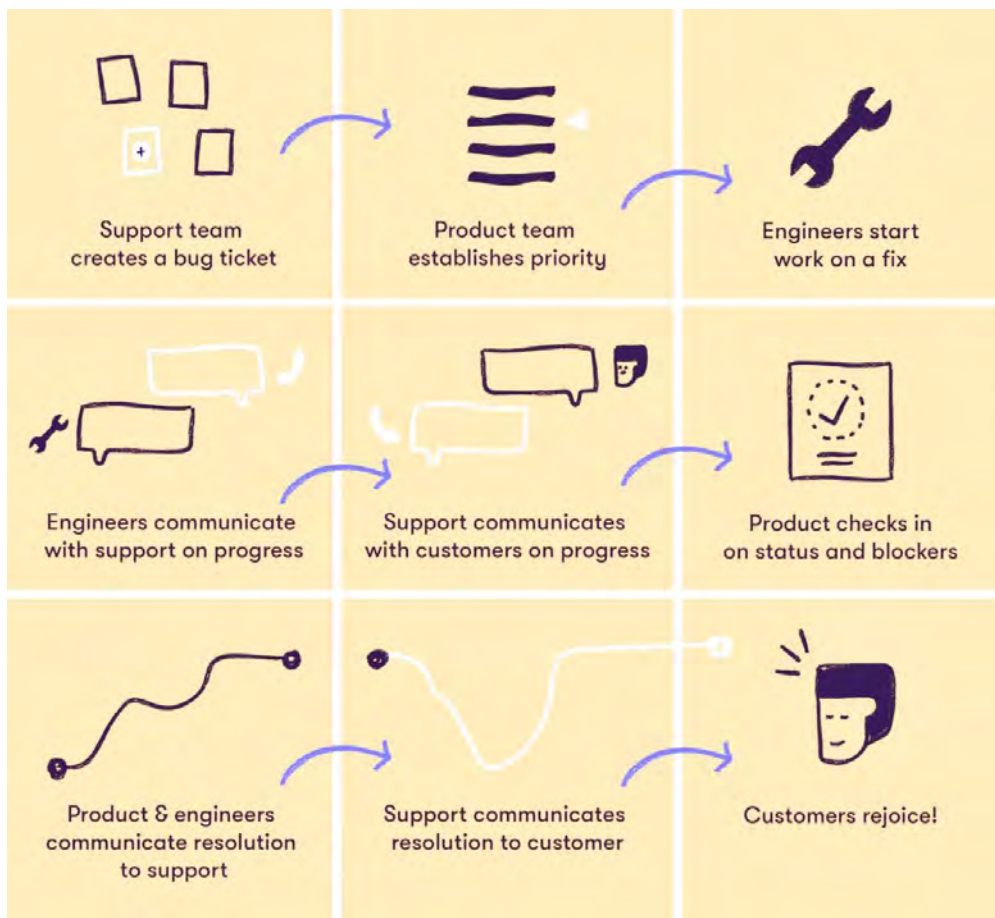 Support team
creates a bug ticket
Product team
establishes priority
Engineers start
work on a fix
Engineers communicate
with support on progress
Support communicates
with customers on progress
Product checks in
on status and blockers
Product & engineers
communicate resolution
to support
Support communicates
resolution to customer
Customers rejoice!